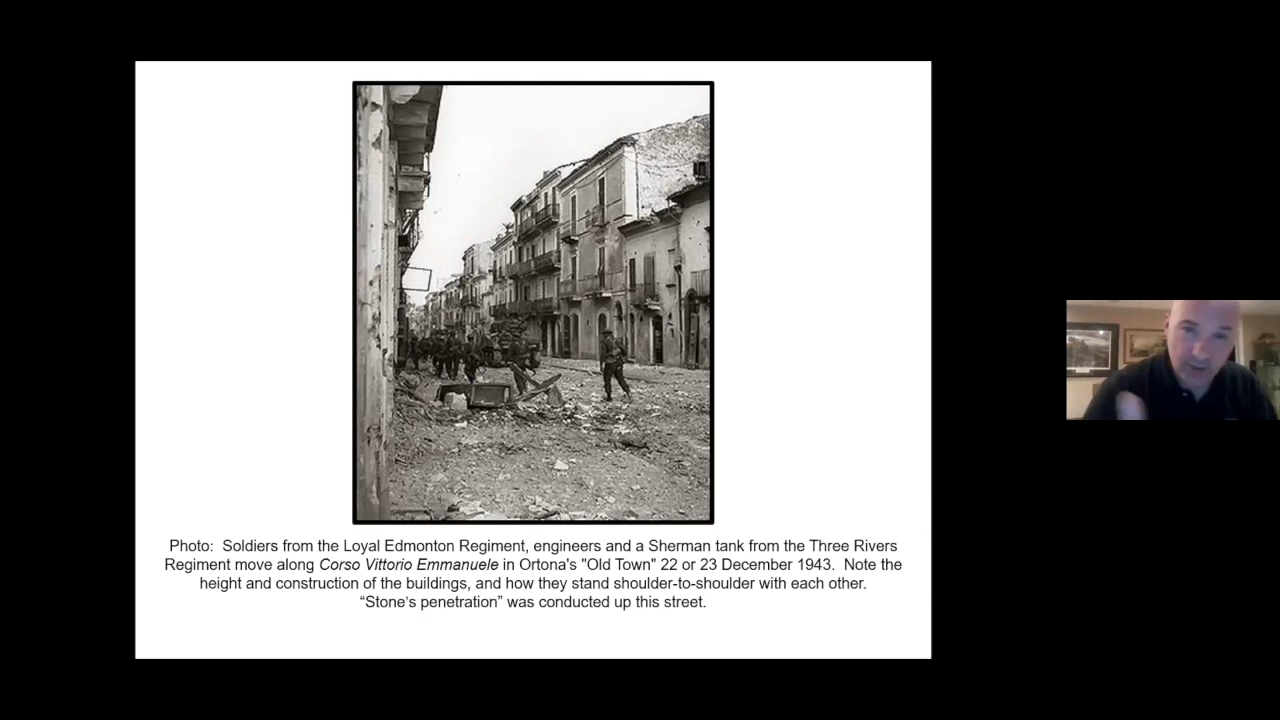 Photo:  Soldiers from the Loyal Edmonton Regiment, engineers and a Sherman tank from the Three Rivers
Regiment move along Corso Vittorio Emmanuele in Ortona's "Old Town" 22 or 23 December 1943.  Note the
height and construction of the buildings, and how they stand shoulder-to-shoulder with each other.
“Stone’s penetration” was conducted up this street.